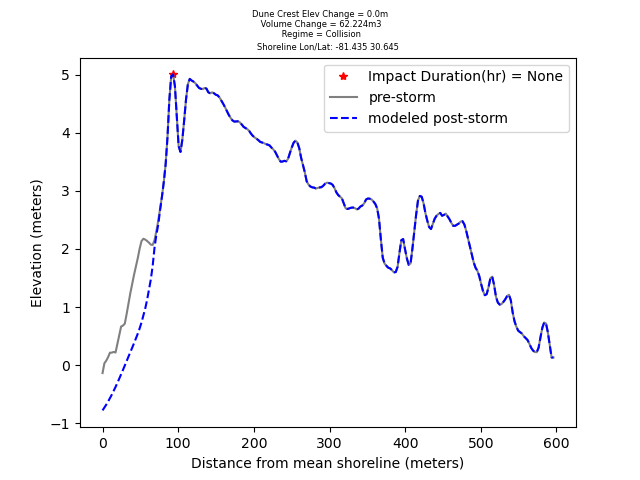 Dune Crest Elev Change = 0.0m
Volume Change = 62.224m3
Regime = Collision
Shoreline Lon/Lat: -81.435 30.645
Impact Duration(hr) = None
pre-storm
modeled post-storm
Elevation (meters)
5
4
3
2
1
0
−1
0 100 200 300 400 500 600
Distance from mean shoreline (meters)